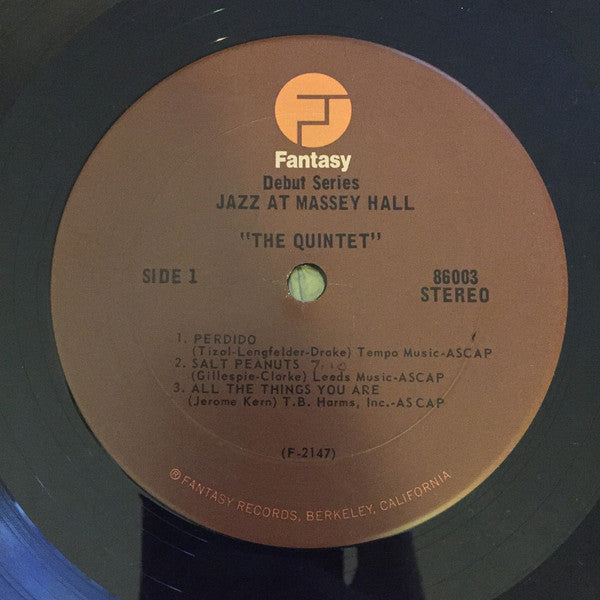 Fantasy
Debut Series
JAZZ AT MASSEY HALL
"THE QUINTET"
SIDE 1
86003
STEREO
1. PERDIDO
(Tizol-Lengfelder-Drake) Tempo Music-ASCAP
2. SALT PEANUTS 7:10
(Gillespie-Clarke) Leeds Music-ASCAP
3. ALL THE THINGS YOU ARE
(Jerome Kern) T.B. Harms, Inc.-ASCAP
(F-2147)
℗ FANTASY RECORDS, BERKELEY, CALIFORNIA